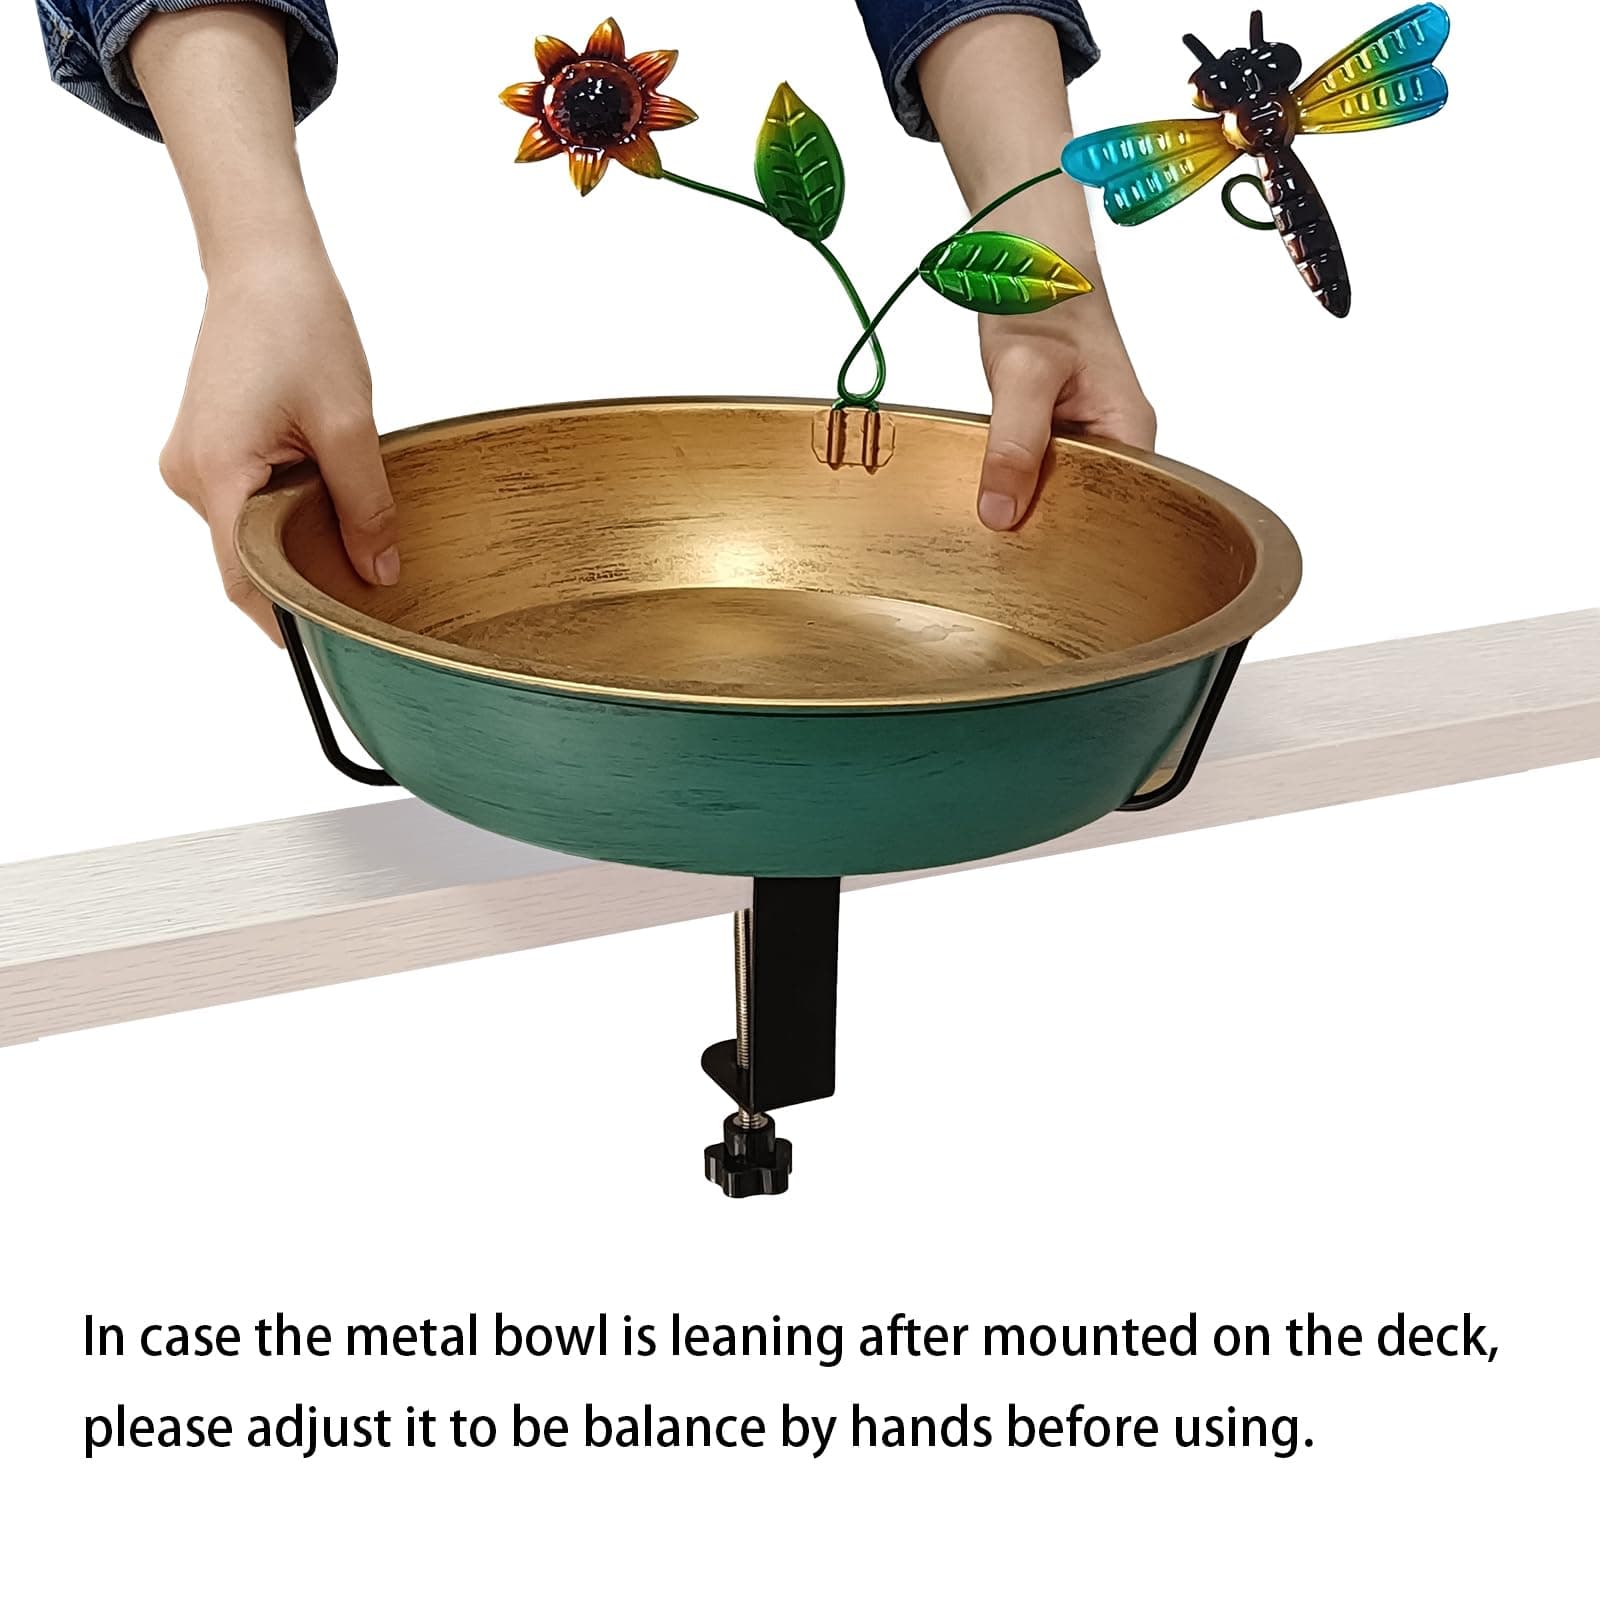 In case the metal bowl is leaning after mounted on the deck,
please adjust it to be balance by hands before using.